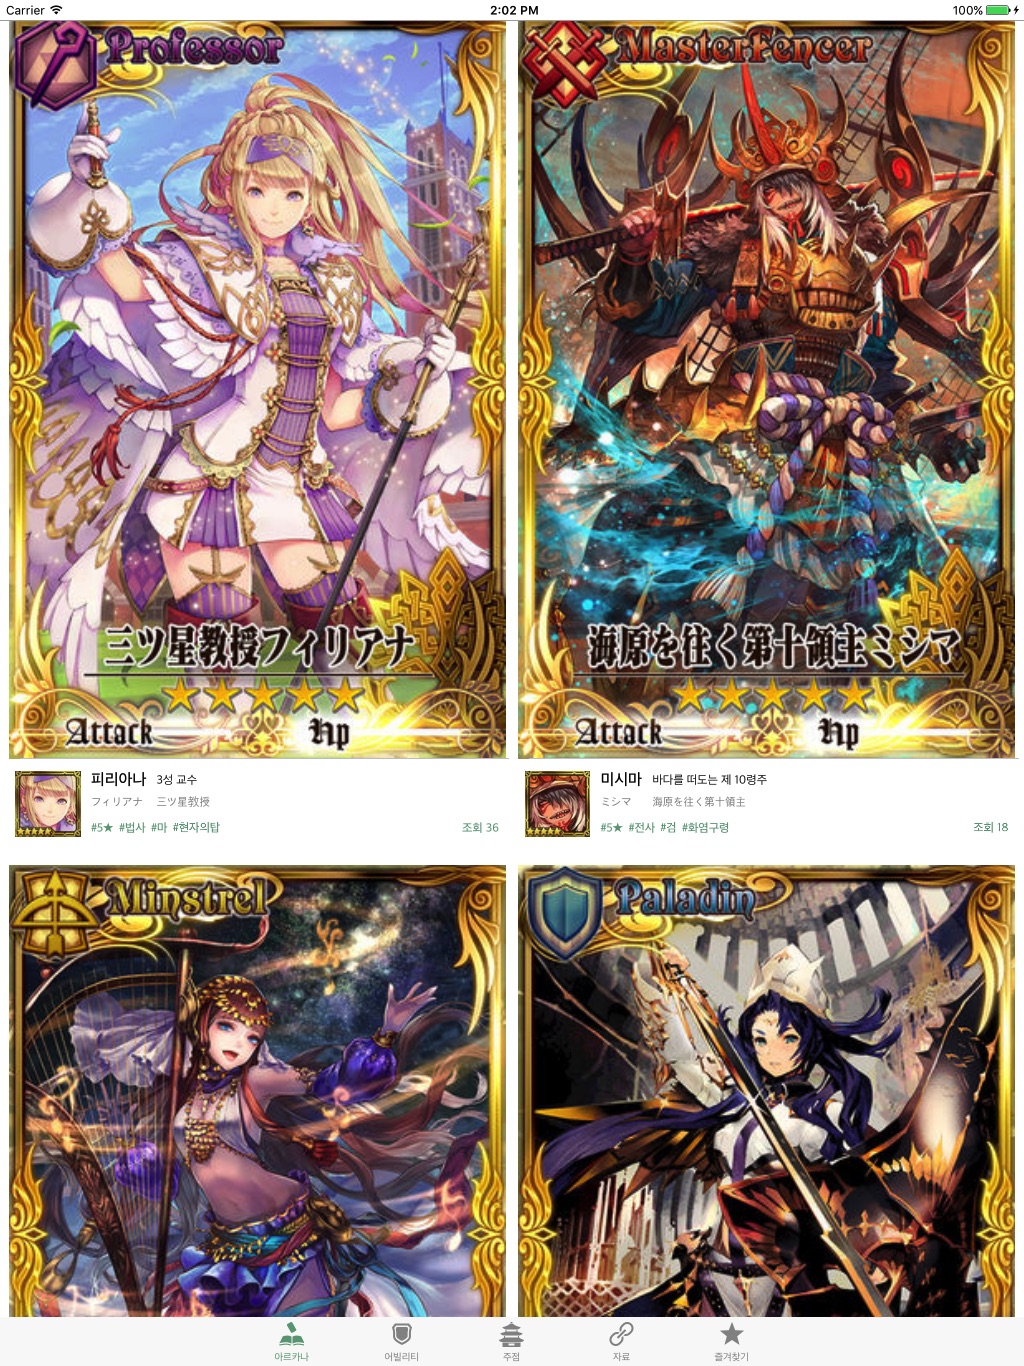 Carrier
2:02 PM
100%
Professor
三ツ星教授フィリアナ
Attack Hp
MasterFencer
海原を往く第十領主ミシマ
Attack Hp
피리아나 3성 교수
フィリアナ 三ツ星教授
#5★ #법사 #마 #현자의탑
조회 36
미시마 바다를 떠도는 제 10령주
ミシマ 海原を往く第十領主
#5★ #전사 #검 #화염구령
조회 18
Minstrel
Paladin
아르카나
어빌리티
주점
자료
즐겨찾기